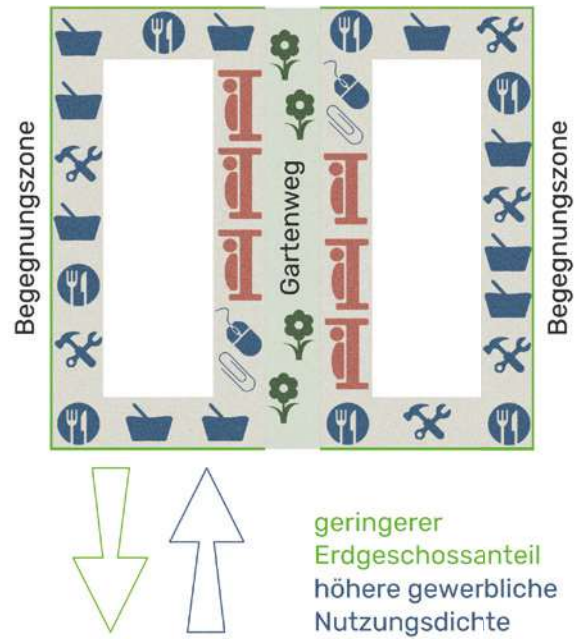 Begegnungszone
Gartenweg
Begegnungszone
geringerer
Erdgeschossanteil
höhere gewerbliche
Nutzungsdichte